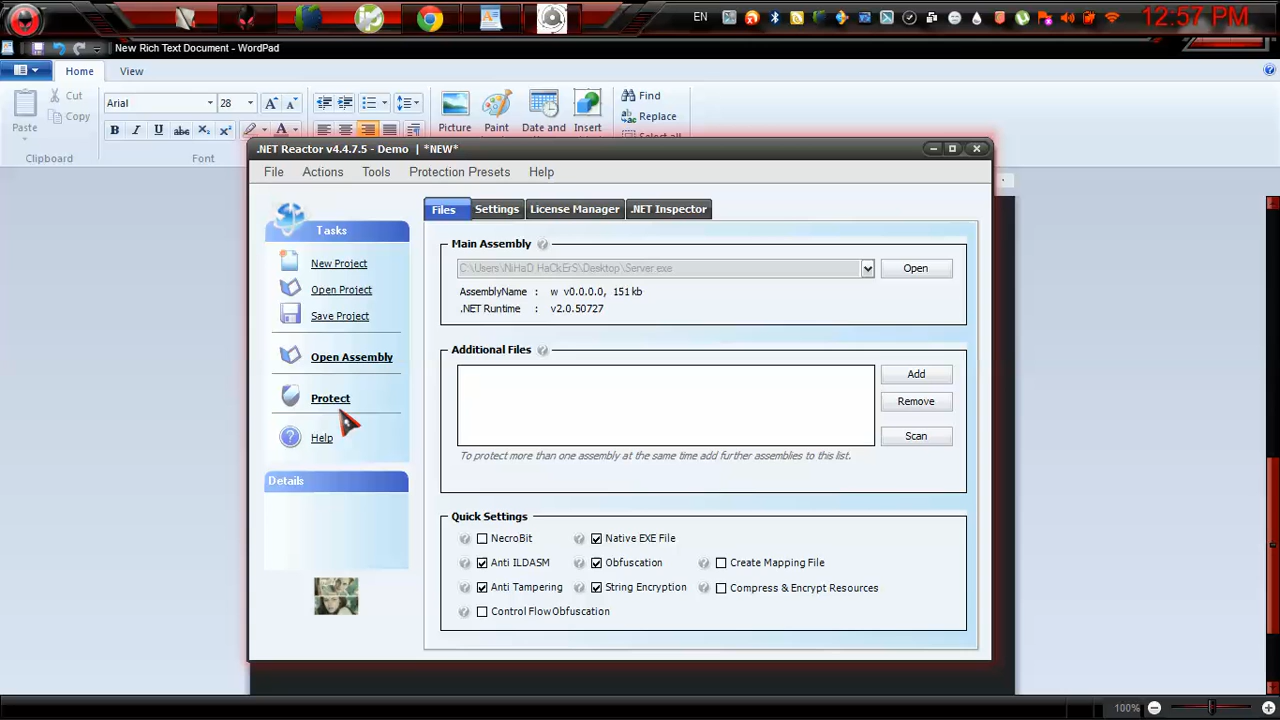 EN
12:57 PM
New Rich Text Document - WordPad
Home
View
Paste
Cut
Copy
Clipboard
Arial
28
Font
Picture
Paint
Date and
Insert
Find
Replace
Select all
.NET Reactor v4.4.7.5 - Demo | *NEW*
File Actions Tools Protection Presets Help
Tasks
New Project
Open Project
Save Project
Open Assembly
Protect
Help
Details
Files Settings License Manager .NET Inspector
Main Assembly
C:\Users\NiHaD HaCkErS\Desktop\Server.exe
Open
AssemblyName : w v0.0.0.0, 151 kb
.NET Runtime : v2.0.50727
Additional Files
Add
Remove
Scan
To protect more than one assembly at the same time add further assemblies to this list.
Quick Settings
NecroBit
Native EXE File
Anti ILDASM
Obfuscation
Create Mapping File
Anti Tampering
String Encryption
Compress & Encrypt Resources
Control Flow Obfuscation
100%